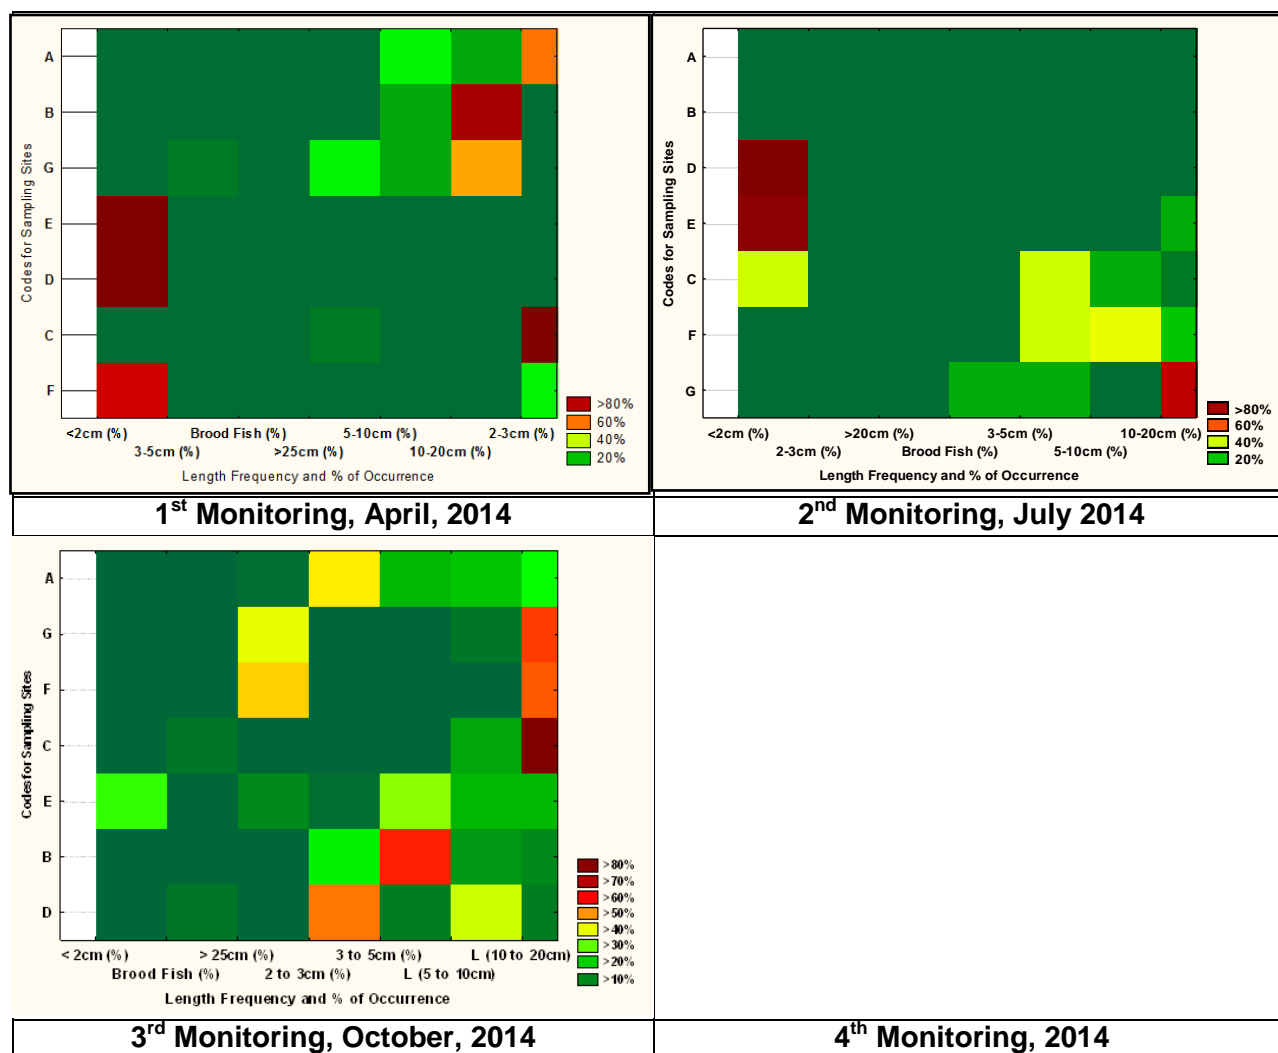 A
B
G
E
D
C
F
Codes for Sampling Sites
<2cm (%) Brood Fish (%) 5-10cm (%) 2-3cm (%)
3-5cm (%) >25cm (%) 10-20cm (%)
Length Frequency and % of Occurrence
>80%
60%
40%
20%
1st Monitoring, April, 2014
A
B
D
E
C
F
G
Codes for Sampling Sites
<2cm (%) >20cm (%) 3-5cm (%) 10-20cm (%)
2-3cm (%) Brood Fish (%) 5-10cm (%)
Length Frequency and % of Occurrence
>80%
60%
40%
20%
2nd Monitoring, July 2014
A
G
F
C
E
B
D
Codes for Sampling Sites
< 2cm (%) > 25cm (%) 3 to 5cm (%) L (10 to 20cm)
Brood Fish (%) 2 to 3cm (%) L (5 to 10cm)
Length Frequency and % of Occurrence
>80%
>70%
>60%
>50%
>40%
>30%
>20%
>10%
3rd Monitoring, October, 2014
4th Monitoring, 2014